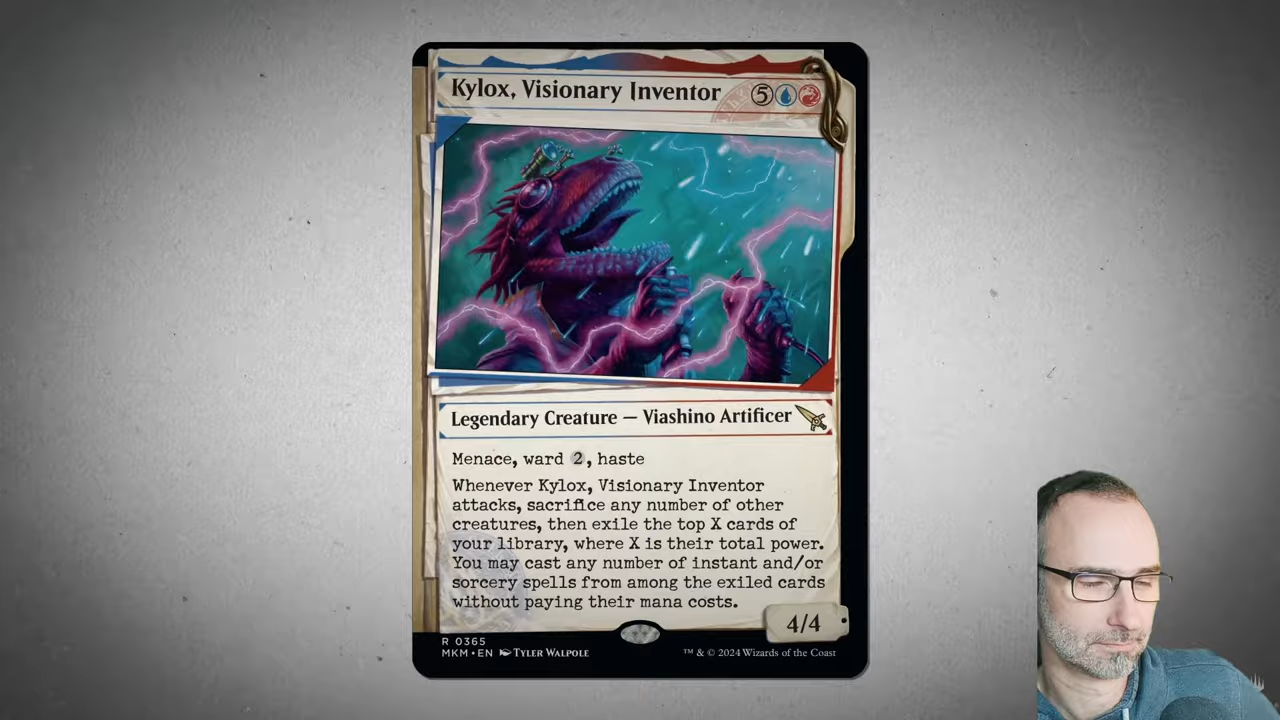 Kylox, Visionary Inventor 5
Legendary Creature — Viashino Artificer
Menace, ward 2, haste
Whenever Kylox, Visionary Inventor
attacks, sacrifice any number of other
creatures, then exile the top X cards of
your library, where X is their total power.
You may cast any number of instant and/or
sorcery spells from among the exiled cards
without paying their mana costs.
4/4
R 0365
MKM • EN Tyler Walpole
™ & © 2024 Wizards of the Coast